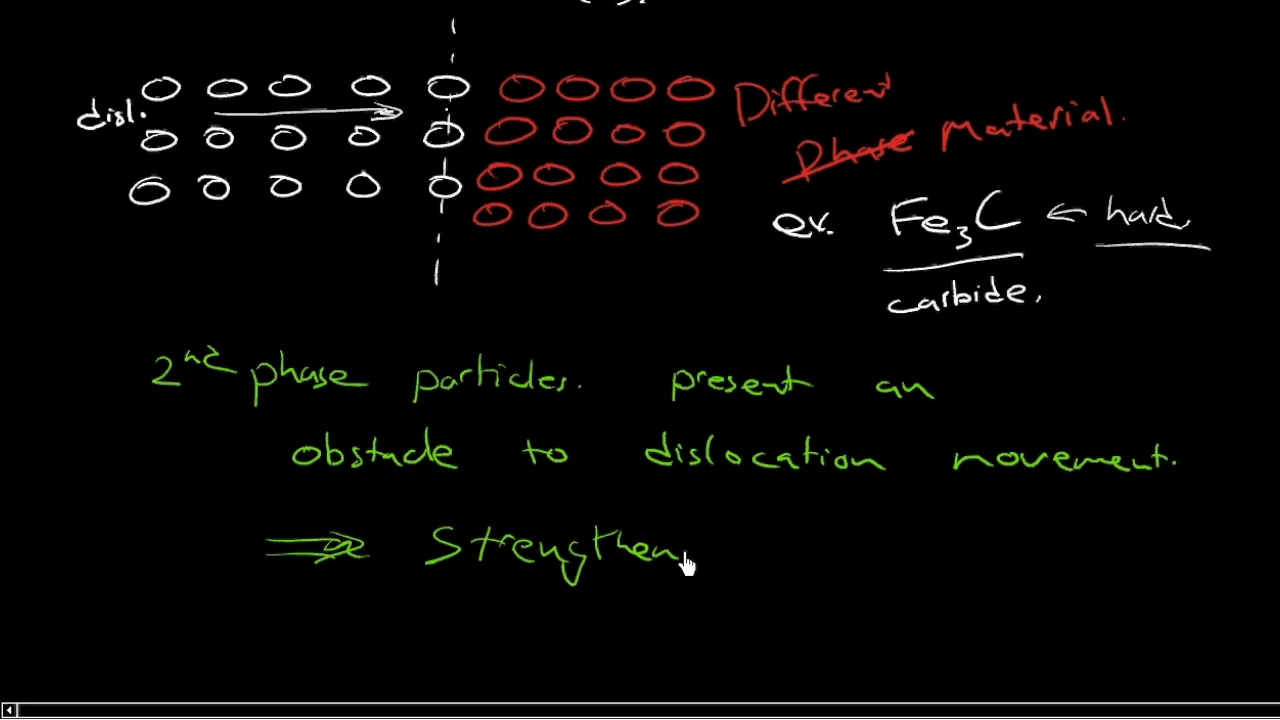 disl.
Different
Phase Material.
ex. Fe3C ← hard.
carbide.
2nd phase particles. present an
obstacle to dislocation movement.
⇒ Strengthen